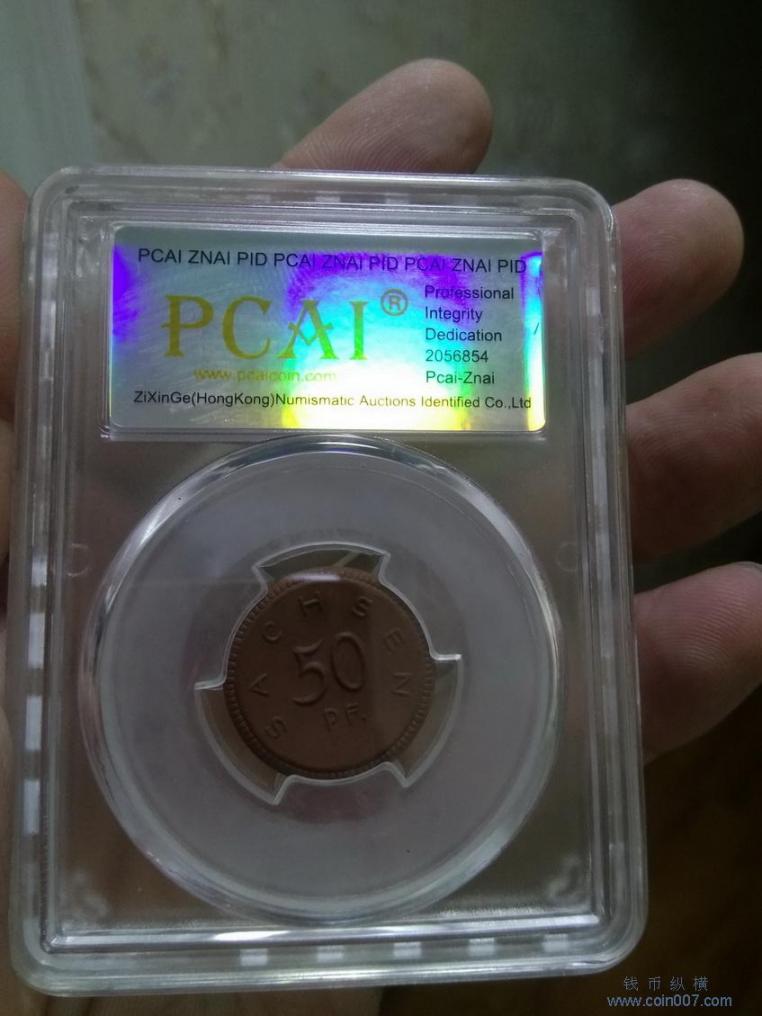 PCAI ZNAI PID PCAI ZNAI PID PCAI ZNAI PID
PCAI®
www.pcaicoin.com
Professional
Integrity
Dedication
2056854
Pcai-Znai
ZiXinGe(HongKong)Numismatic Auctions Identified Co.,Ltd
SACHSEN
50
PF.
钱币纵横
www.coin007.com